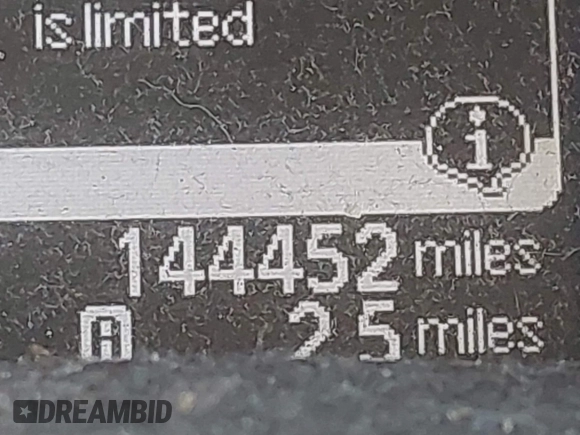 is limited
i
144452 miles
A 25 miles
DREAMBID